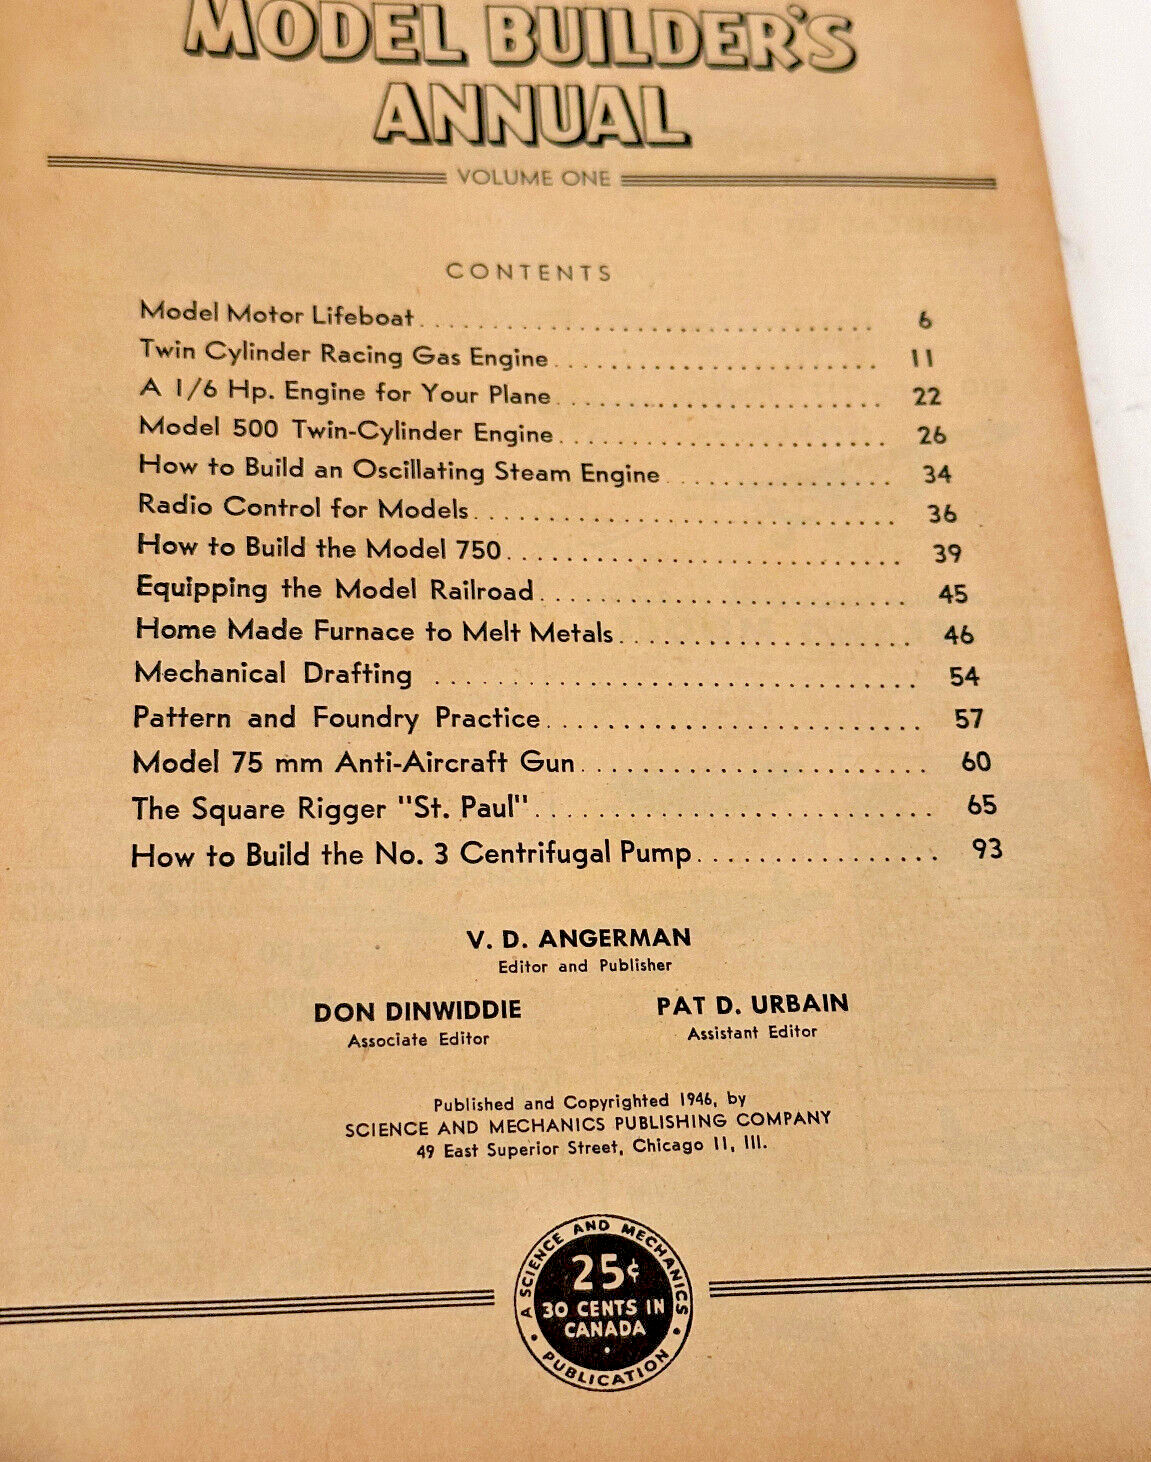 MODEL BUILDER'S
ANNUAL
VOLUME ONE
CONTENTS
Model Motor Lifeboat 6
Twin Cylinder Racing Gas Engine 11
A 1/6 Hp. Engine for Your Plane 22
Model 500 Twin-Cylinder Engine 26
How to Build an Oscillating Steam Engine 34
Radio Control for Models 36
How to Build the Model 750 39
Equipping the Model Railroad 45
Home Made Furnace to Melt Metals 46
Mechanical Drafting 54
Pattern and Foundry Practice 57
Model 75 mm Anti-Aircraft Gun 60
The Square Rigger "St. Paul" 65
How to Build the No. 3 Centrifugal Pump 93
V. D. ANGERMAN
Editor and Publisher
DON DINWIDDIE PAT D. URBAIN
Associate Editor Assistant Editor
Published and Copyrighted 1946, by
SCIENCE AND MECHANICS PUBLISHING COMPANY
49 East Superior Street, Chicago 11, Ill.
A SCIENCE AND MECHANICS
25¢
30 CENTS IN
CANADA
PUBLICATION